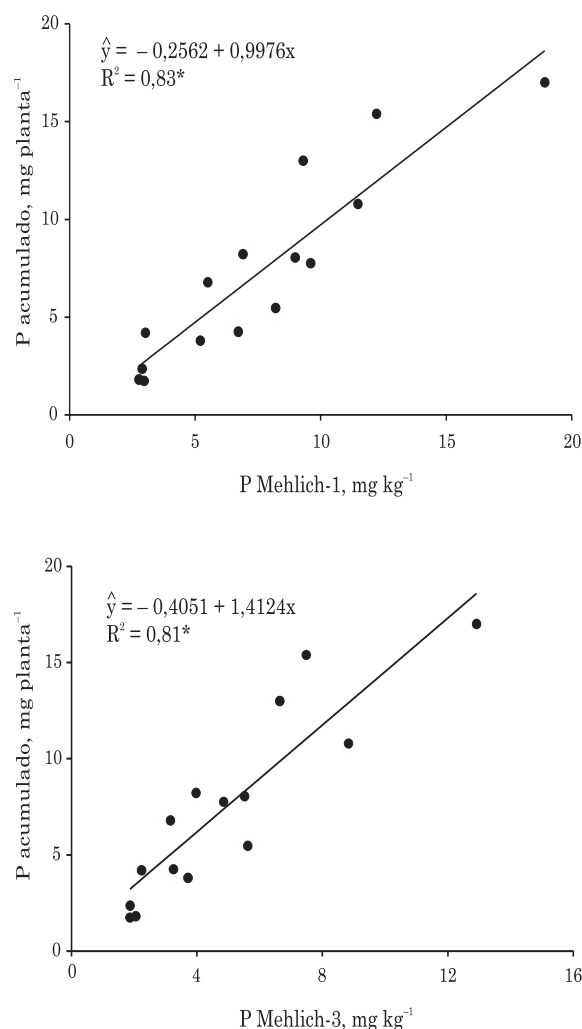 20
ŷ = – 0,2562 + 0,9976x
R² = 0,83*
15
10
5
0
P acumulado, mg planta⁻¹
0 5 10 15 20
P Mehlich-1, mg kg⁻¹
20
ŷ = – 0,4051 + 1,4124x
R² = 0,81*
15
10
5
0
P acumulado, mg planta⁻¹
0 4 8 12 16
P Mehlich-3, mg kg⁻¹